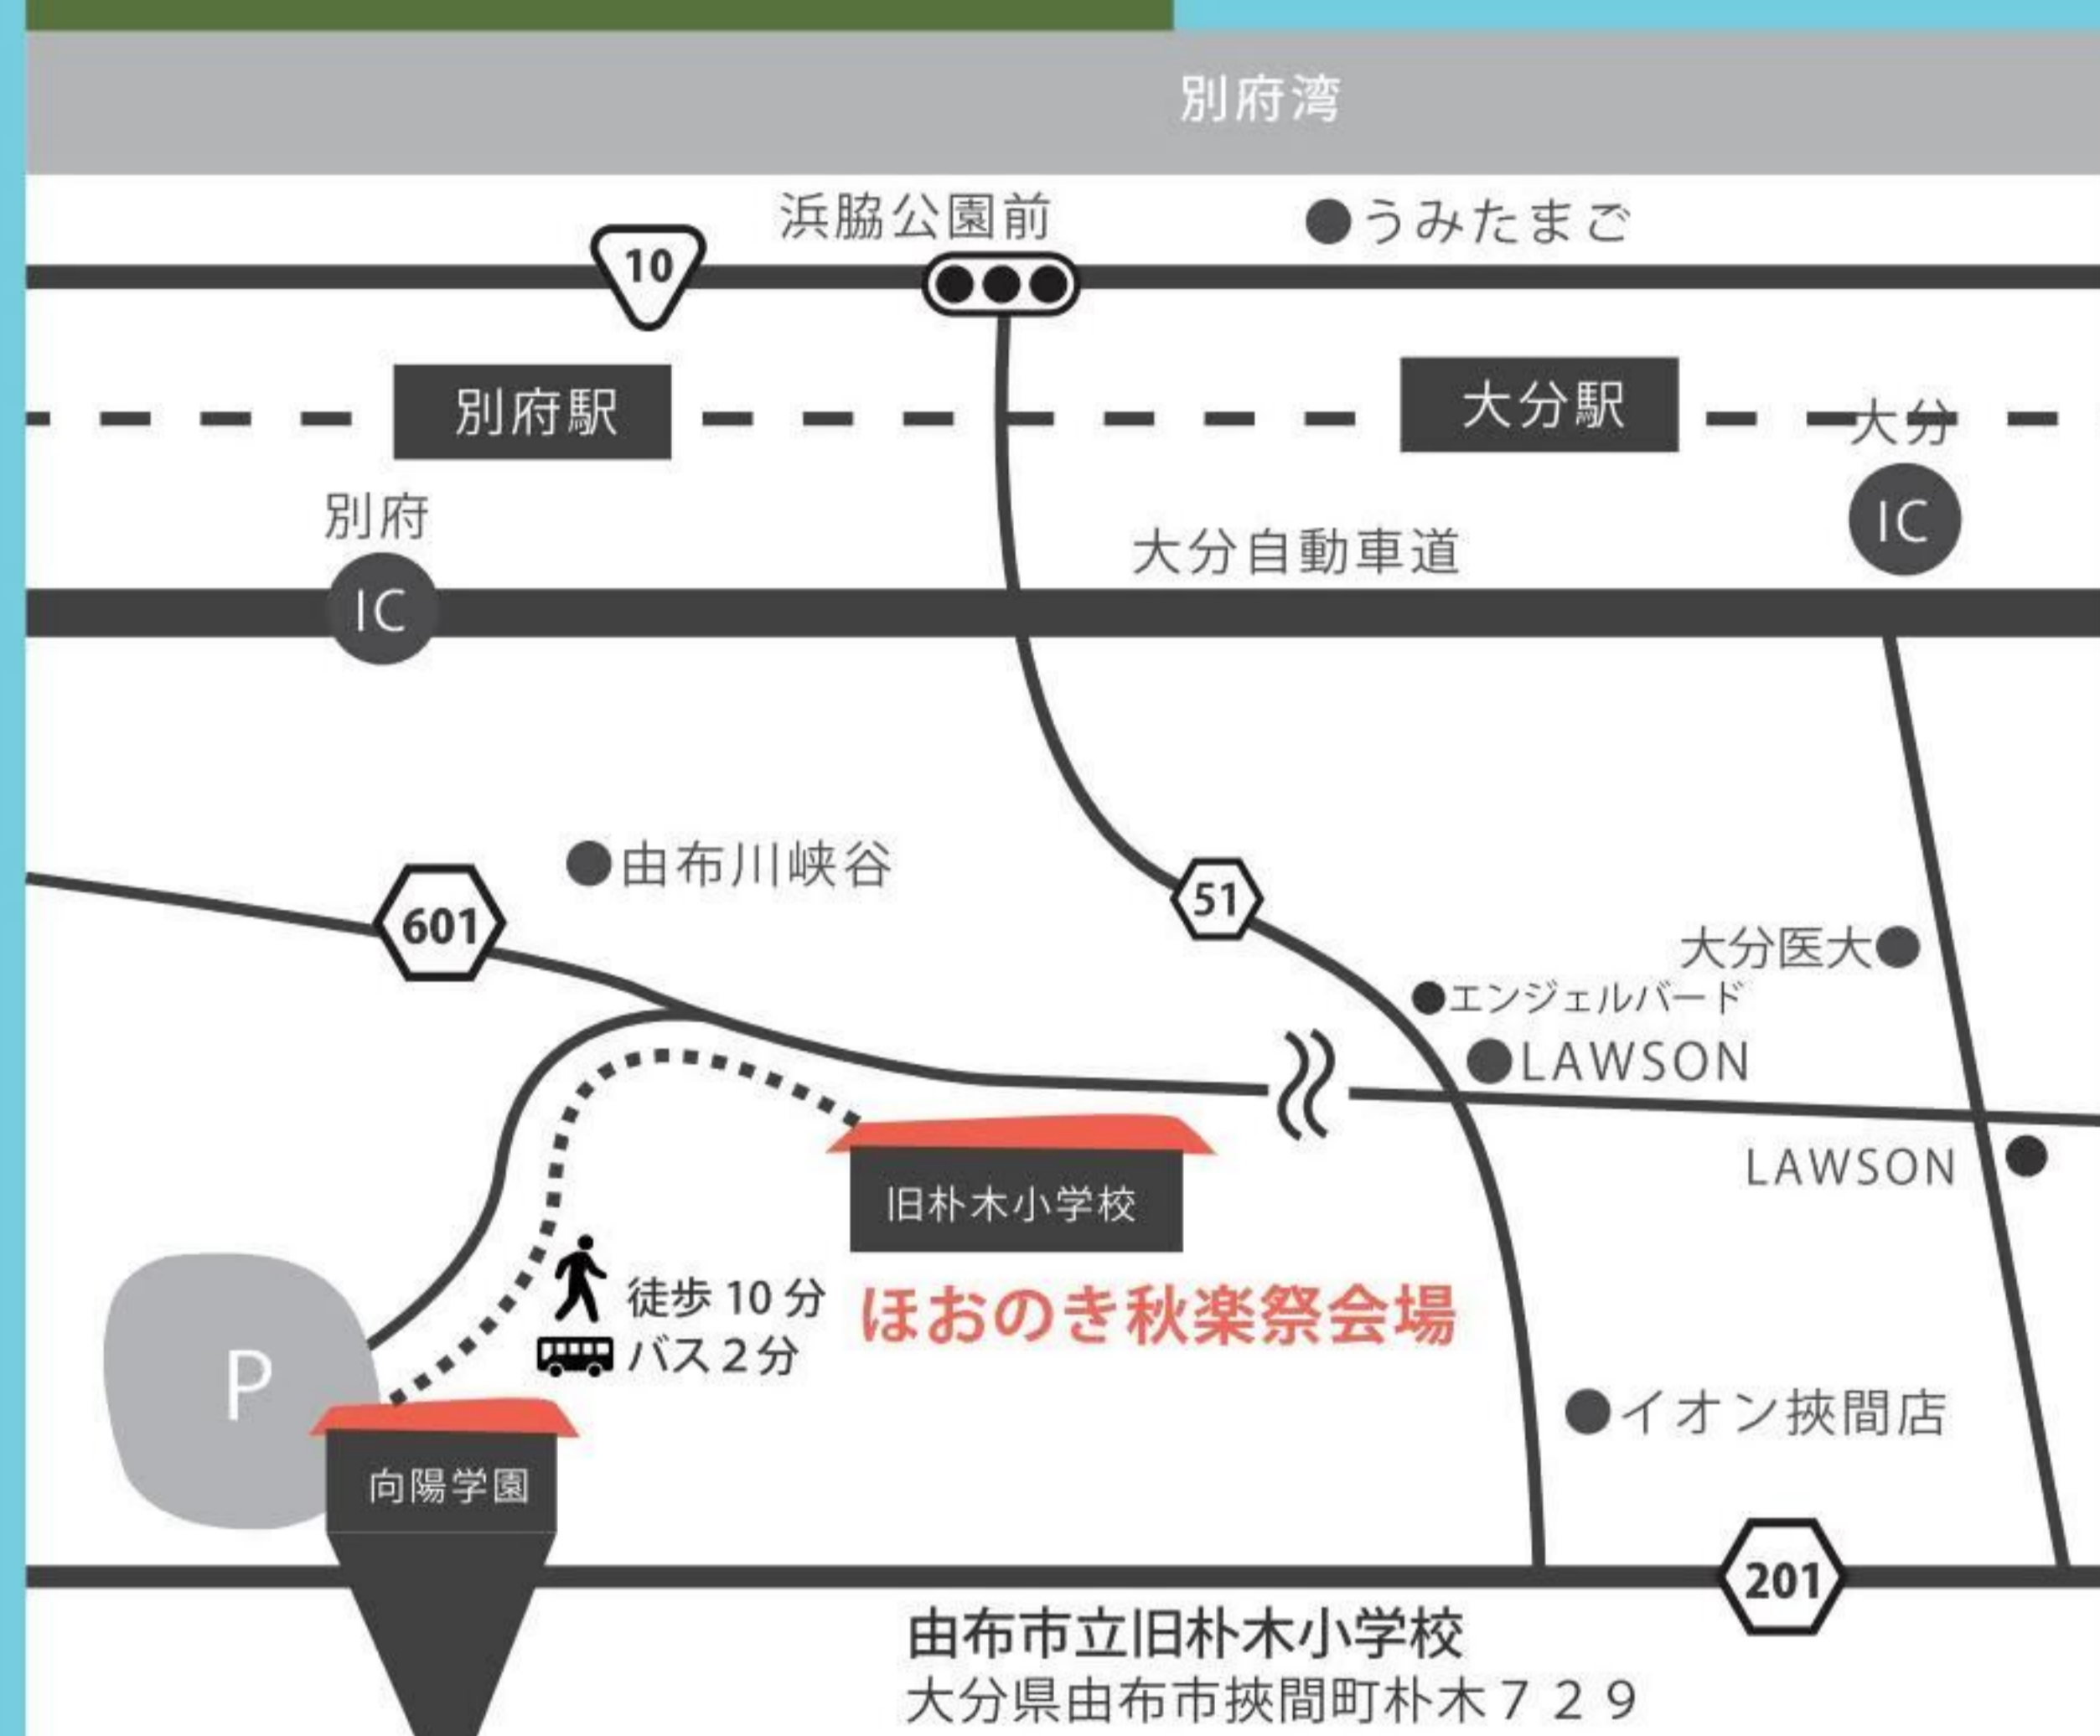 別府湾
浜脇公園前
うみたまご
10
別府駅
大分駅
大分
IC
別府
IC
大分自動車道
由布川峡谷
601
51
大分医大
エンジェルバード
LAWSON
LAWSON
旧朴木小学校
ほおのき秋楽祭会場
徒歩 10 分
バス 2 分
P
向陽学園
イオン挾間店
201
由布市立旧朴木小学校
大分県由布市挾間町朴木７２９